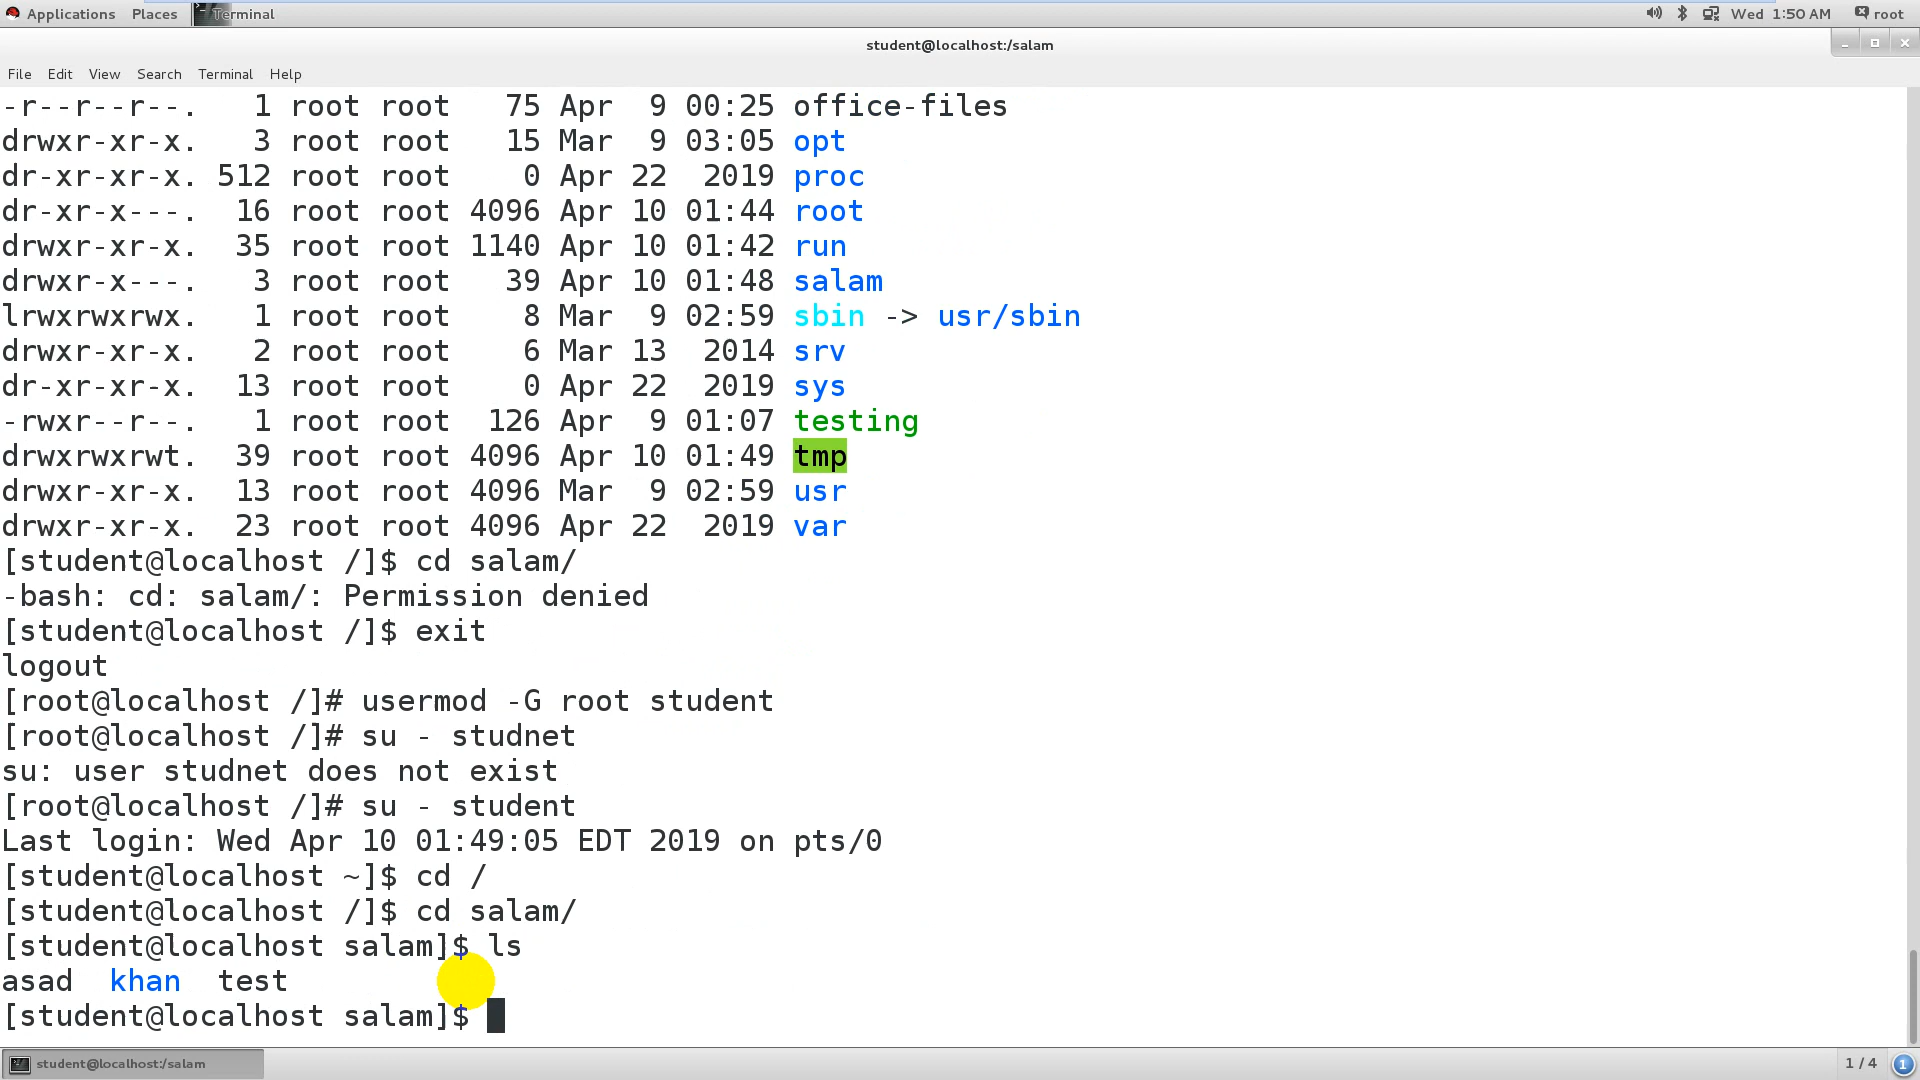 Applications Places Terminal Wed 1:50 AM root
student@localhost:/salam
File Edit View Search Terminal Help
-r--r--r--.   1 root root   75 Apr  9 00:25 office-files
drwxr-xr-x.   3 root root   15 Mar  9 03:05 opt
dr-xr-xr-x. 512 root root    0 Apr 22  2019 proc
dr-xr-x---.  16 root root 4096 Apr 10 01:44 root
drwxr-xr-x.  35 root root 1140 Apr 10 01:42 run
drwxr-x---.   3 root root   39 Apr 10 01:48 salam
lrwxrwxrwx.   1 root root    8 Mar  9 02:59 sbin -> usr/sbin
drwxr-xr-x.   2 root root    6 Mar 13  2014 srv
dr-xr-xr-x.  13 root root    0 Apr 22  2019 sys
-rwxr--r--.   1 root root  126 Apr  9 01:07 testing
drwxrwxrwt.  39 root root 4096 Apr 10 01:49 tmp
drwxr-xr-x.  13 root root 4096 Mar  9 02:59 usr
drwxr-xr-x.  23 root root 4096 Apr 22  2019 var
[student@localhost /]$ cd salam/
-bash: cd: salam/: Permission denied
[student@localhost /]$ exit
logout
[root@localhost /]# usermod -G root student
[root@localhost /]# su - studnet
su: user studnet does not exist
[root@localhost /]# su - student
Last login: Wed Apr 10 01:49:05 EDT 2019 on pts/0
[student@localhost ~]$ cd /
[student@localhost /]$ cd salam/
[student@localhost salam]$ ls
asad  khan  test
[student@localhost salam]$
student@localhost:/salam 1 / 4 1